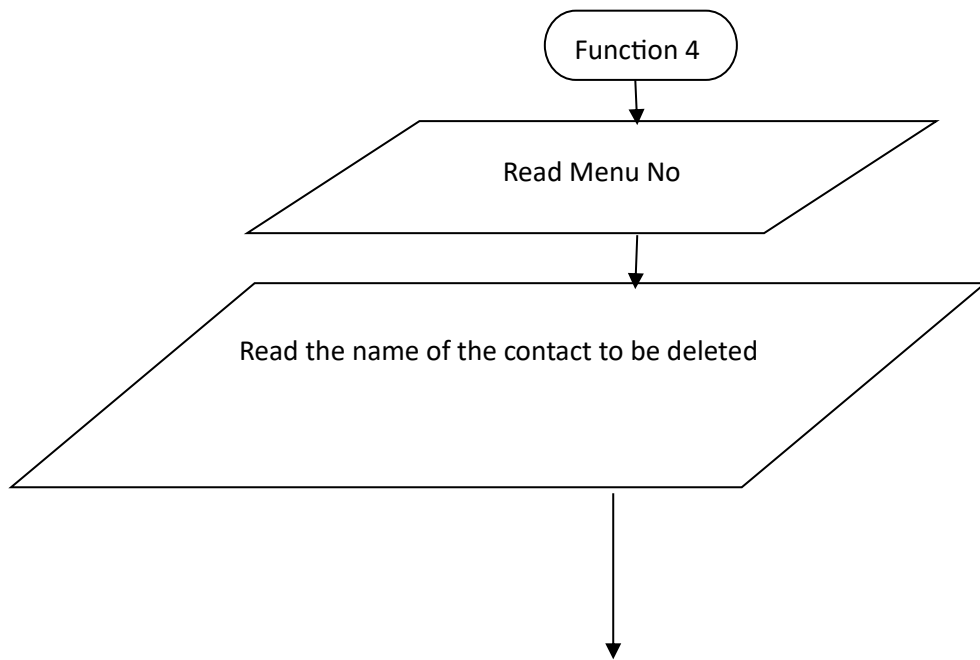 Function 4
Read Menu No
Read the name of the contact to be deleted